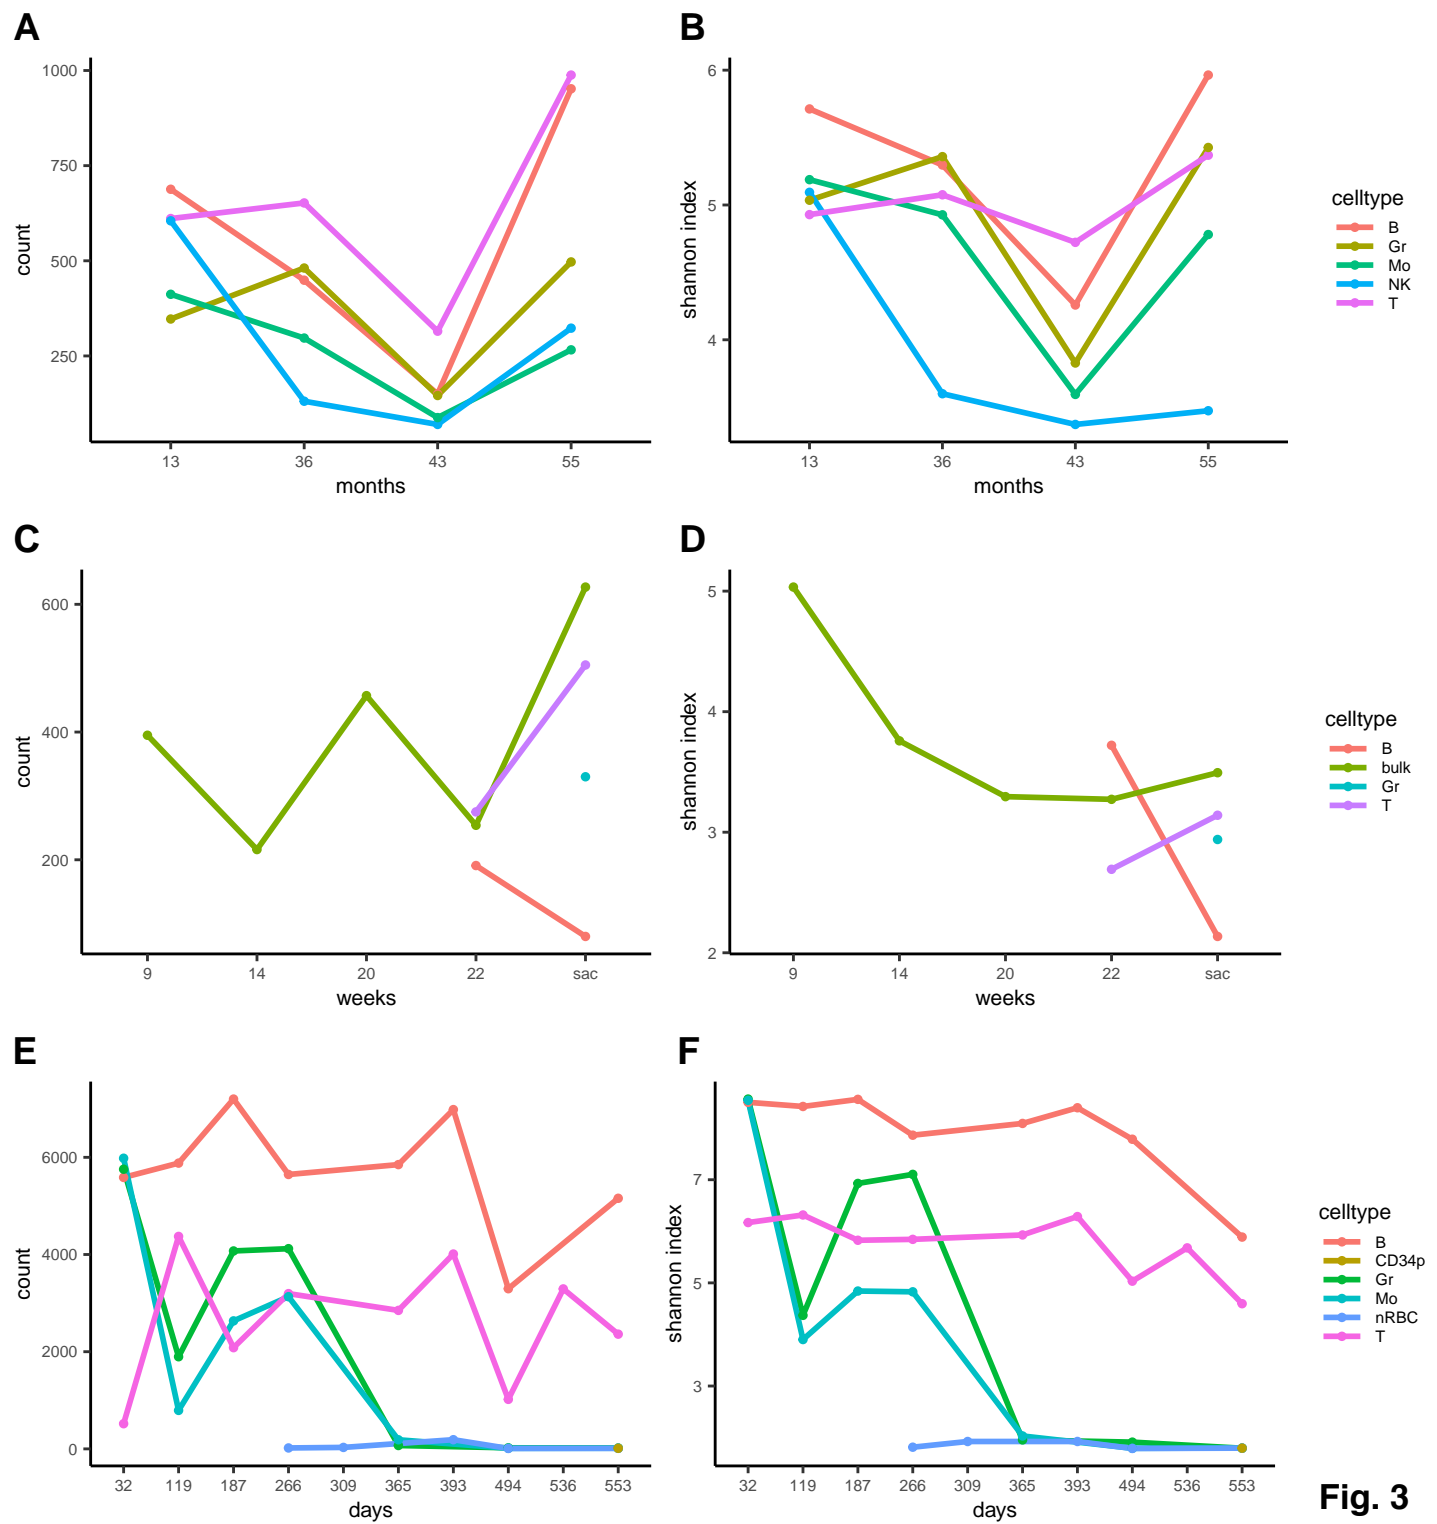 A
1000
750
500
250
count
13 36 43 55
months
B
6
5
4
shannon index
13 36 43 55
months
celltype
B
Gr
Mo
NK
T
C
600
400
200
count
9 14 20 22 sac
weeks
D
5
4
3
2
shannon index
9 14 20 22 sac
weeks
celltype
B
bulk
Gr
T
E
6000
4000
2000
0
count
32 119 187 266 309 365 393 494 536 553
days
F
7
5
3
shannon index
32 119 187 266 309 365 393 494 536 553
days
celltype
B
CD34p
Gr
Mo
nRBC
T
Fig. 3